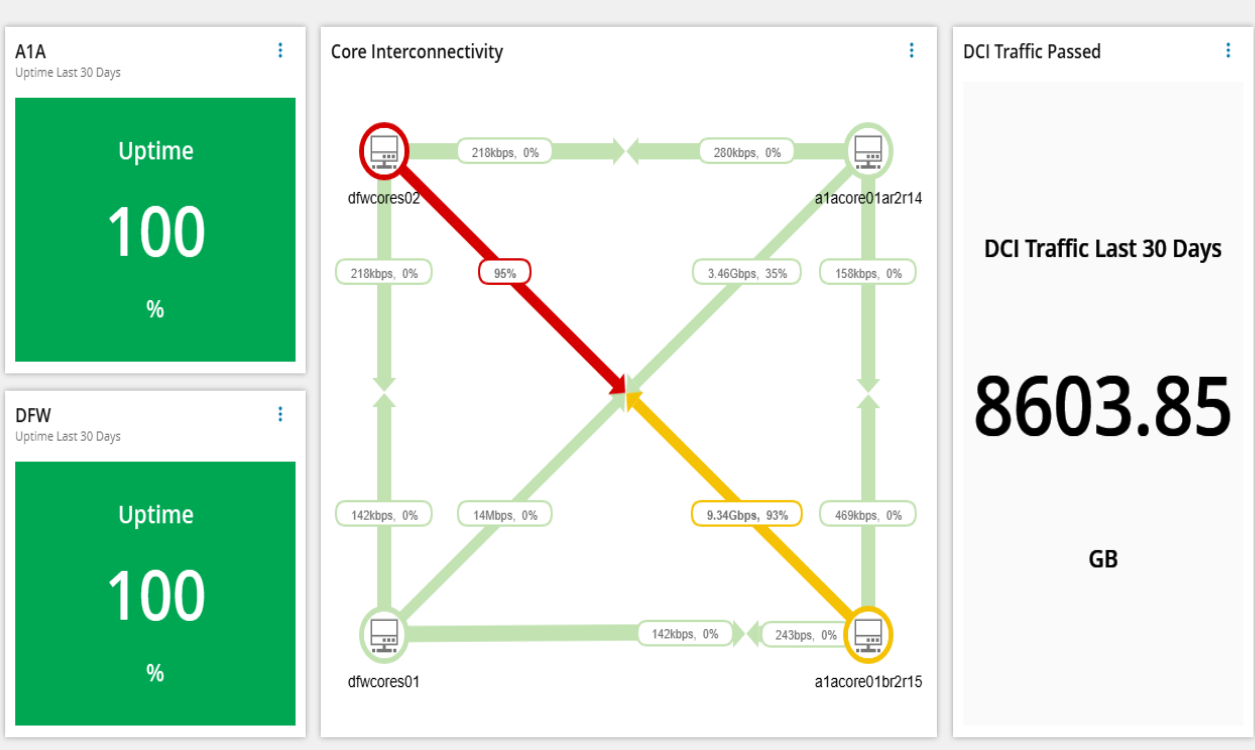 A1A
Uptime Last 30 Days
Uptime
100
%
DFW
Uptime Last 30 Days
Uptime
100
%
Core Interconnectivity
218kbps, 0%
280kbps, 0%
dfwcores02
a1acore01ar2r14
218kbps, 0%
95%
3.46Gbps, 35%
158kbps, 0%
142kbps, 0%
14Mbps, 0%
9.34Gbps, 93%
469kbps, 0%
142kbps, 0%
243bps, 0%
dfwcores01
a1acore01br2r15
DCI Traffic Passed
DCI Traffic Last 30 Days
8603.85
GB